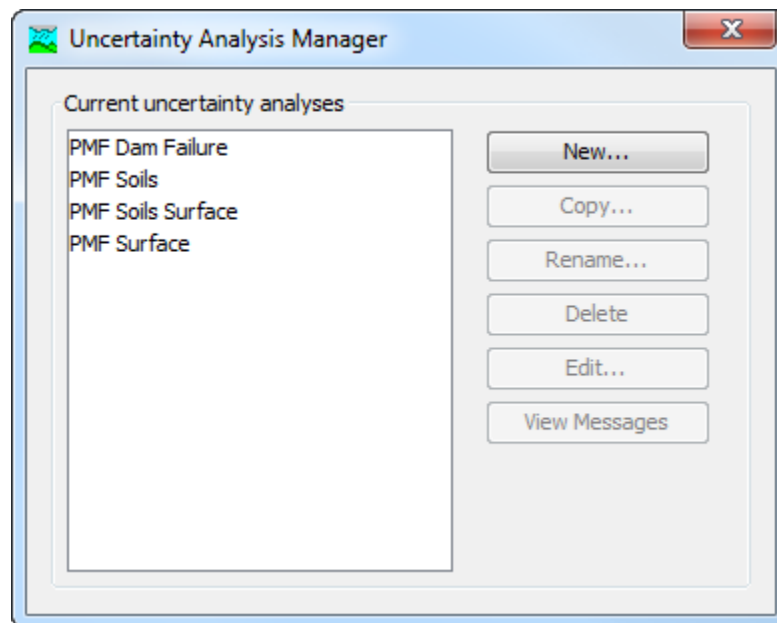 Uncertainty Analysis Manager
Current uncertainty analyses
PMF Dam Failure
PMF Soils
PMF Soils Surface
PMF Surface
New...
Copy...
Rename...
Delete
Edit...
View Messages